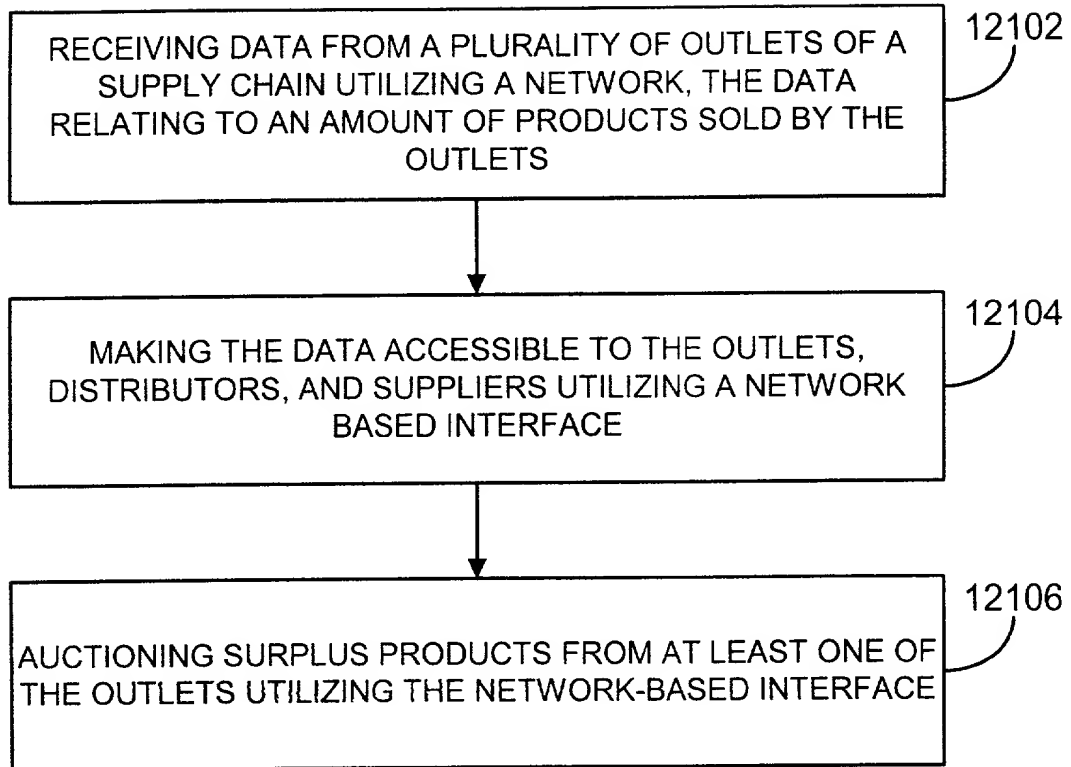 RECEIVING DATA FROM A PLURALITY OF OUTLETS OF A
SUPPLY CHAIN UTILIZING A NETWORK, THE DATA
RELATING TO AN AMOUNT OF PRODUCTS SOLD BY THE
OUTLETS
12102
MAKING THE DATA ACCESSIBLE TO THE OUTLETS,
DISTRIBUTORS, AND SUPPLIERS UTILIZING A NETWORK
BASED INTERFACE
12104
AUCTIONING SURPLUS PRODUCTS FROM AT LEAST ONE OF
THE OUTLETS UTILIZING THE NETWORK-BASED INTERFACE
12106